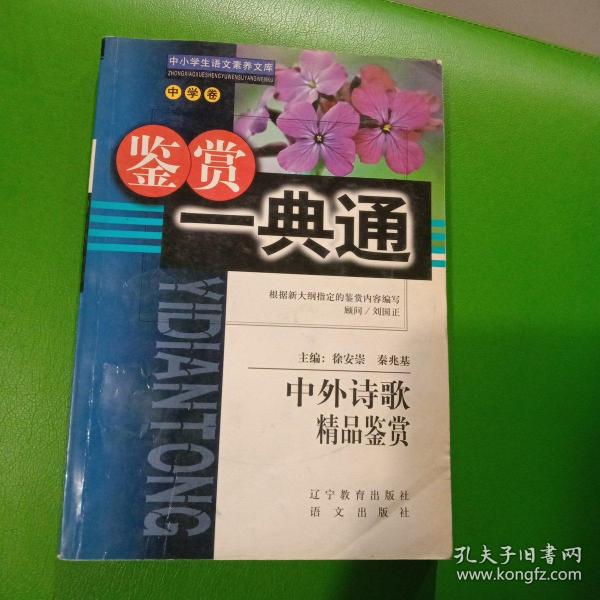 中小学生语文素养文库
ZHONGXIAOXUESHENGYUWENSUYANGWENKU
中学卷
鉴赏
一典通
YIDIANTONG
根据新大纲指定的鉴赏内容编写
顾问/刘国正
主编：徐安崇 秦兆基
中外诗歌
精品鉴赏
辽宁教育出版社
语文出版社
孔夫子旧书网
www.kongfz.com